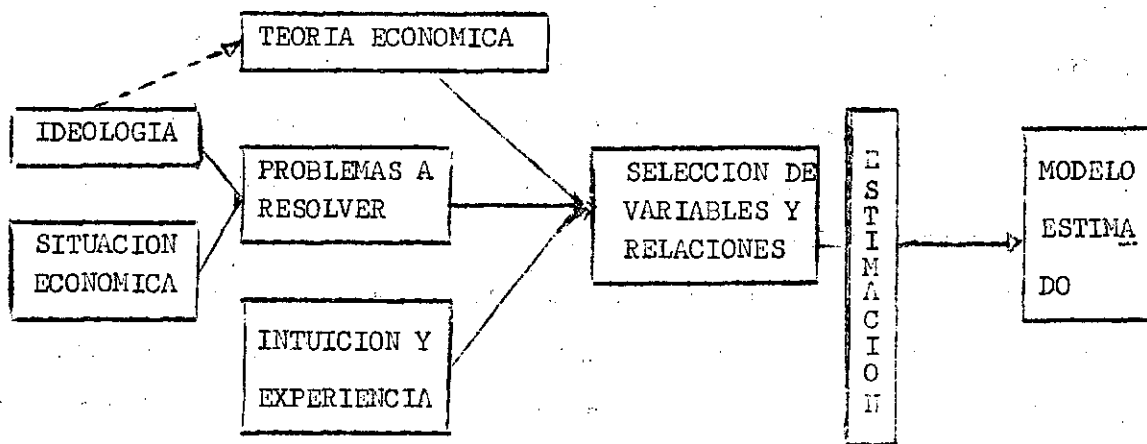 TEORIA ECONOMICA
IDEOLOGIA
SITUACION
ECONOMICA
PROBLEMAS A
RESOLVER
INTUICION Y
EXPERIENCIA
SELECCION DE
VARIABLES Y
RELACIONES
ESTIMACION
MODELO
ESTIMA
DO